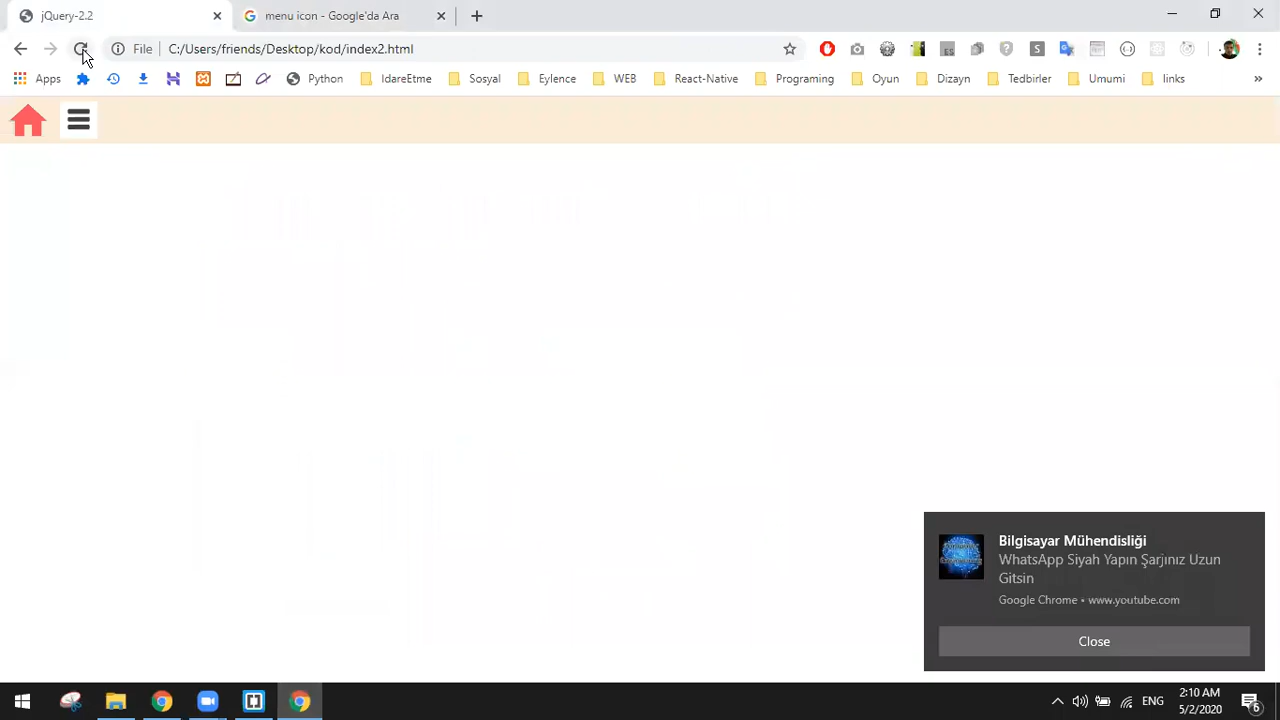 jQuery-2.2
menu icon - Google'da Ara
File
C:/Users/friends/Desktop/kod/index2.html
Apps
Python
IdareEtme
Sosyal
Eylence
WEB
React-Native
Programing
Oyun
Dizayn
Tedbirler
Umumi
links
»
Bilgisayar Mühendisliği
WhatsApp Siyah Yapın Şarjınız Uzun
Gitsin
Google Chrome • www.youtube.com
Close
ENG
2:10 AM
5/2/2020
6